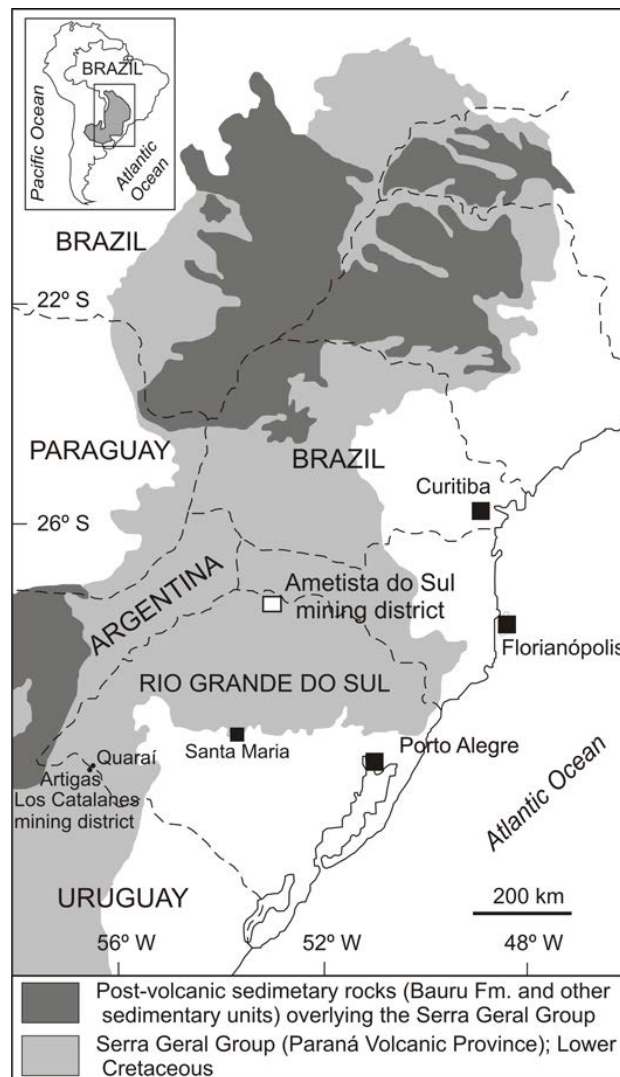 BRAZIL
Pacific Ocean
Atlantic
Ocean
BRAZIL
22º S
PARAGUAY
BRAZIL
Curitiba
26º S
ARGENTINA
Ametista do Sul
mining district
Florianópolis
RIO GRANDE DO SUL
Santa Maria
Porto Alegre
Quaraí
Artigas
Los Catalanes
mining district
Atlantic Ocean
URUGUAY
200 km
56º W
52º W
48º W
Post-volcanic sedimetary rocks (Bauru Fm. and other
sedimentary units) overlying the Serra Geral Group
Serra Geral Group (Paraná Volcanic Province); Lower
Cretaceous